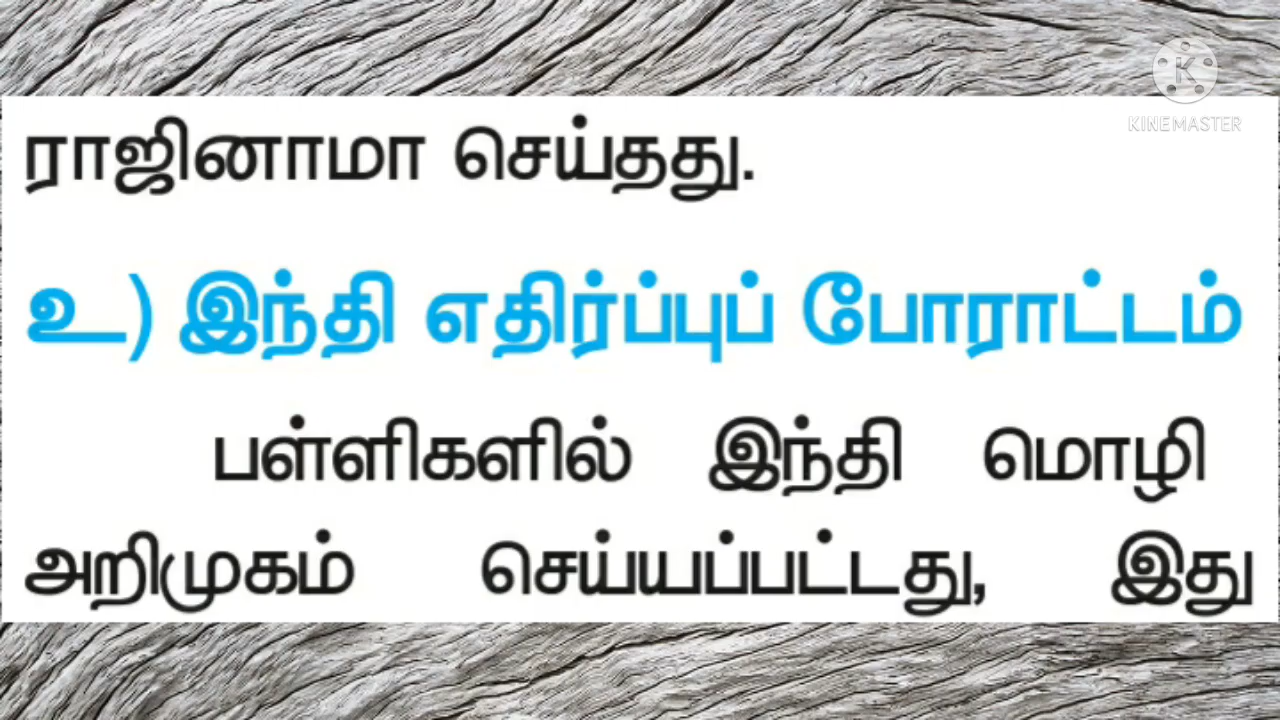 KINEMASTER
ராஜினாமா செய்தது.
உ) இந்தி எதிர்ப்புப் போராட்டம்
பள்ளிகளில் இந்தி மொழி
அறிமுகம் செய்யப்பட்டது, இது